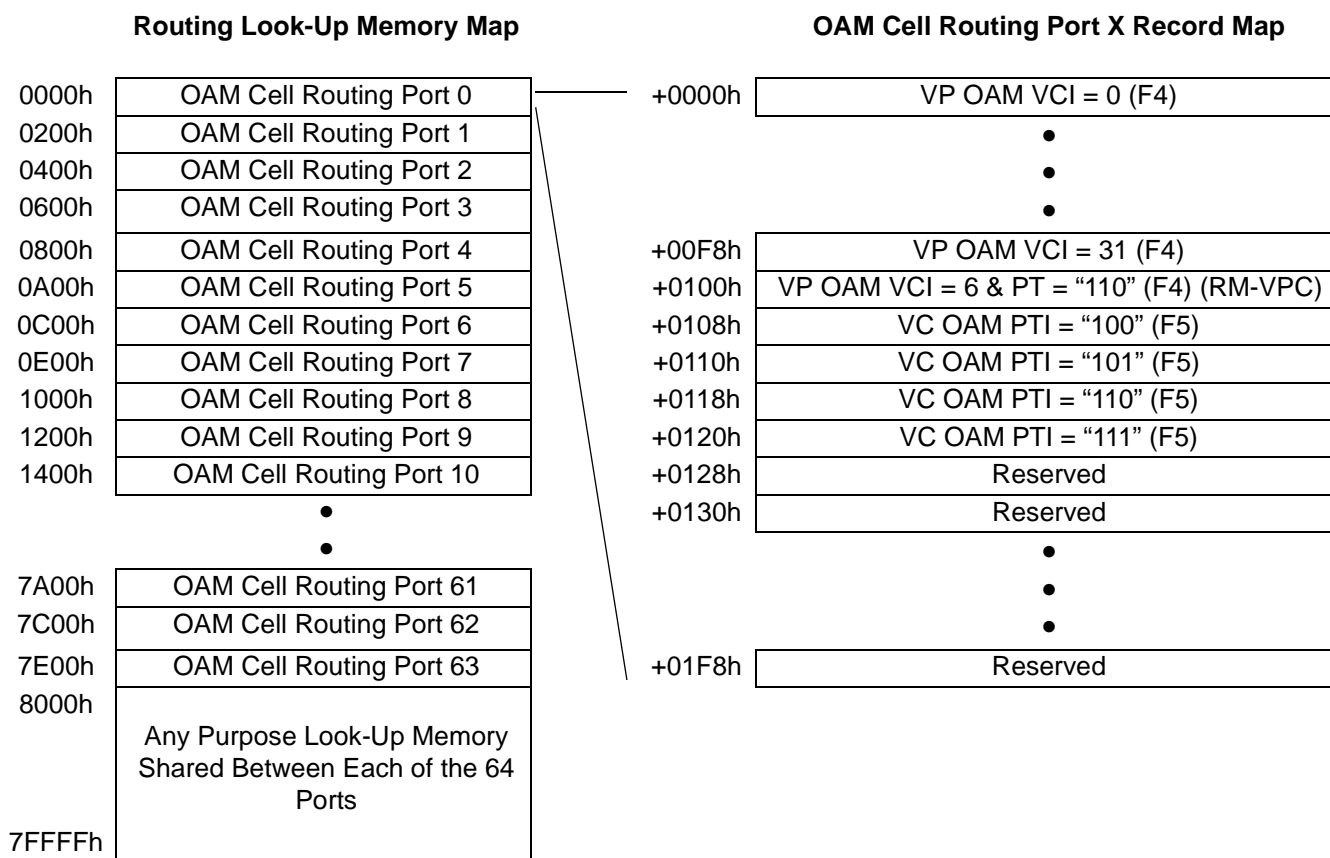 Routing Look-Up Memory Map
0000h OAM Cell Routing Port 0
0200h OAM Cell Routing Port 1
0400h OAM Cell Routing Port 2
0600h OAM Cell Routing Port 3
0800h OAM Cell Routing Port 4
0A00h OAM Cell Routing Port 5
0C00h OAM Cell Routing Port 6
0E00h OAM Cell Routing Port 7
1000h OAM Cell Routing Port 8
1200h OAM Cell Routing Port 9
1400h OAM Cell Routing Port 10
7A00h OAM Cell Routing Port 61
7C00h OAM Cell Routing Port 62
7E00h OAM Cell Routing Port 63
8000h
Any Purpose Look-Up Memory
Shared Between Each of the 64
Ports
7FFFFh
OAM Cell Routing Port X Record Map
+0000h VP OAM VCI = 0 (F4)
+00F8h VP OAM VCI = 31 (F4)
+0100h VP OAM VCI = 6 & PT = “110” (F4) (RM-VPC)
+0108h VC OAM PTI = “100” (F5)
+0110h VC OAM PTI = “101” (F5)
+0118h VC OAM PTI = “110” (F5)
+0120h VC OAM PTI = “111” (F5)
+0128h Reserved
+0130h Reserved
+01F8h Reserved